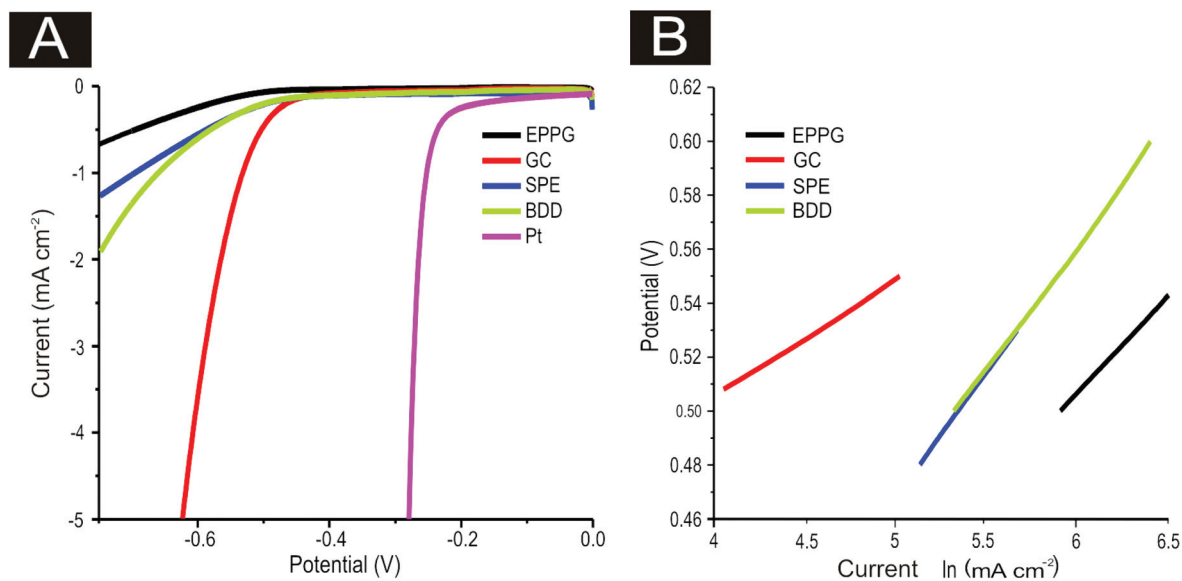 A
0
-1
-2
-3
-4
-5
Current (mA cm⁻²)
EPPG
GC
SPE
BDD
Pt
-0.6
-0.4
-0.2
0.0
Potential (V)
B
0.62
0.60
0.58
0.56
0.54
0.52
0.50
0.48
0.46
Potential (V)
EPPG
GC
SPE
BDD
4
4.5
5
5.5
6
6.5
Current ln (mA cm⁻²)